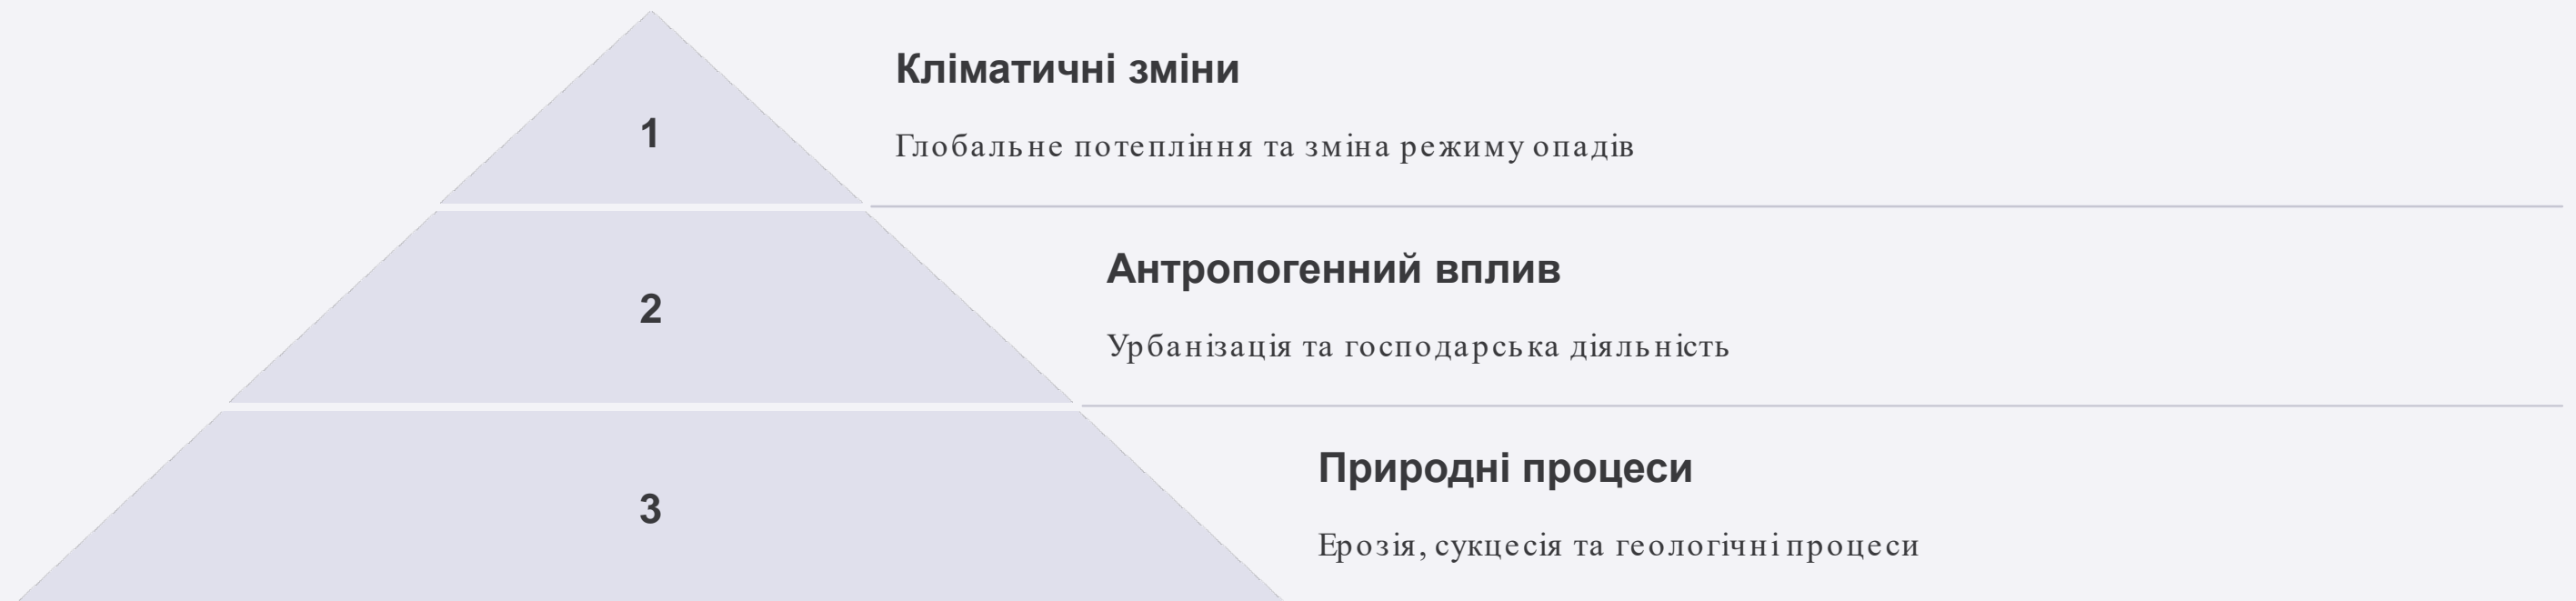 1
Кліматичні зміни
Глобальне потепління та зміна режиму опадів
2
Антропогенний вплив
Урбанізація та господарська діяльність
3
Природні процеси
Ерозія, сукцесія та геологічні процеси